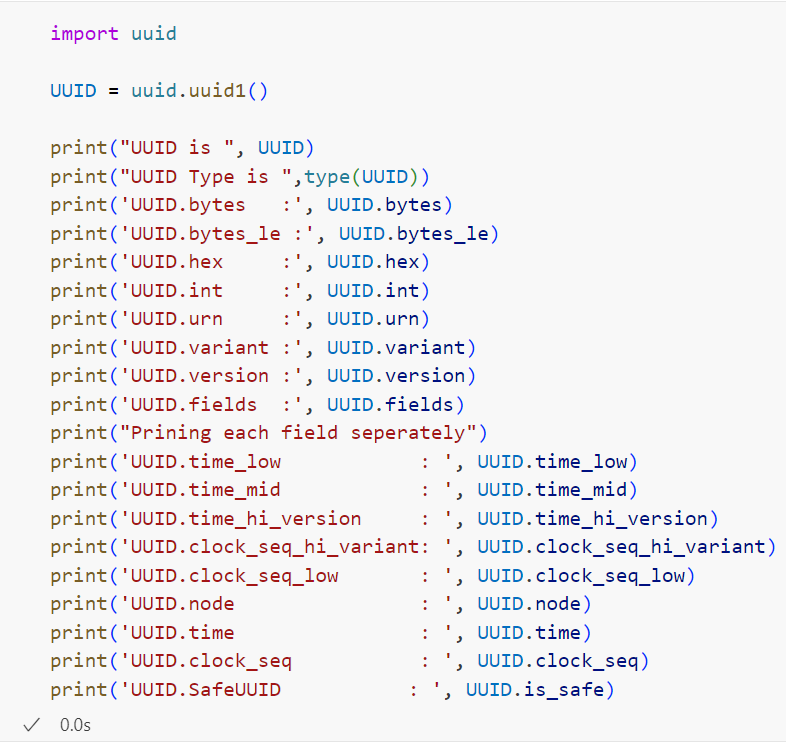 import uuid
UUID = uuid.uuid1()
print("UUID is ", UUID)
print("UUID Type is ",type(UUID))
print('UUID.bytes   :', UUID.bytes)
print('UUID.bytes_le :', UUID.bytes_le)
print('UUID.hex     :', UUID.hex)
print('UUID.int     :', UUID.int)
print('UUID.urn     :', UUID.urn)
print('UUID.variant :', UUID.variant)
print('UUID.version :', UUID.version)
print('UUID.fields  :', UUID.fields)
print("Prining each field seperately")
print('UUID.time_low            : ', UUID.time_low)
print('UUID.time_mid            : ', UUID.time_mid)
print('UUID.time_hi_version     : ', UUID.time_hi_version)
print('UUID.clock_seq_hi_variant: ', UUID.clock_seq_hi_variant)
print('UUID.clock_seq_low       : ', UUID.clock_seq_low)
print('UUID.node                : ', UUID.node)
print('UUID.time                : ', UUID.time)
print('UUID.clock_seq           : ', UUID.clock_seq)
print('UUID.SafeUUID           : ', UUID.is_safe)
✓ 0.0s